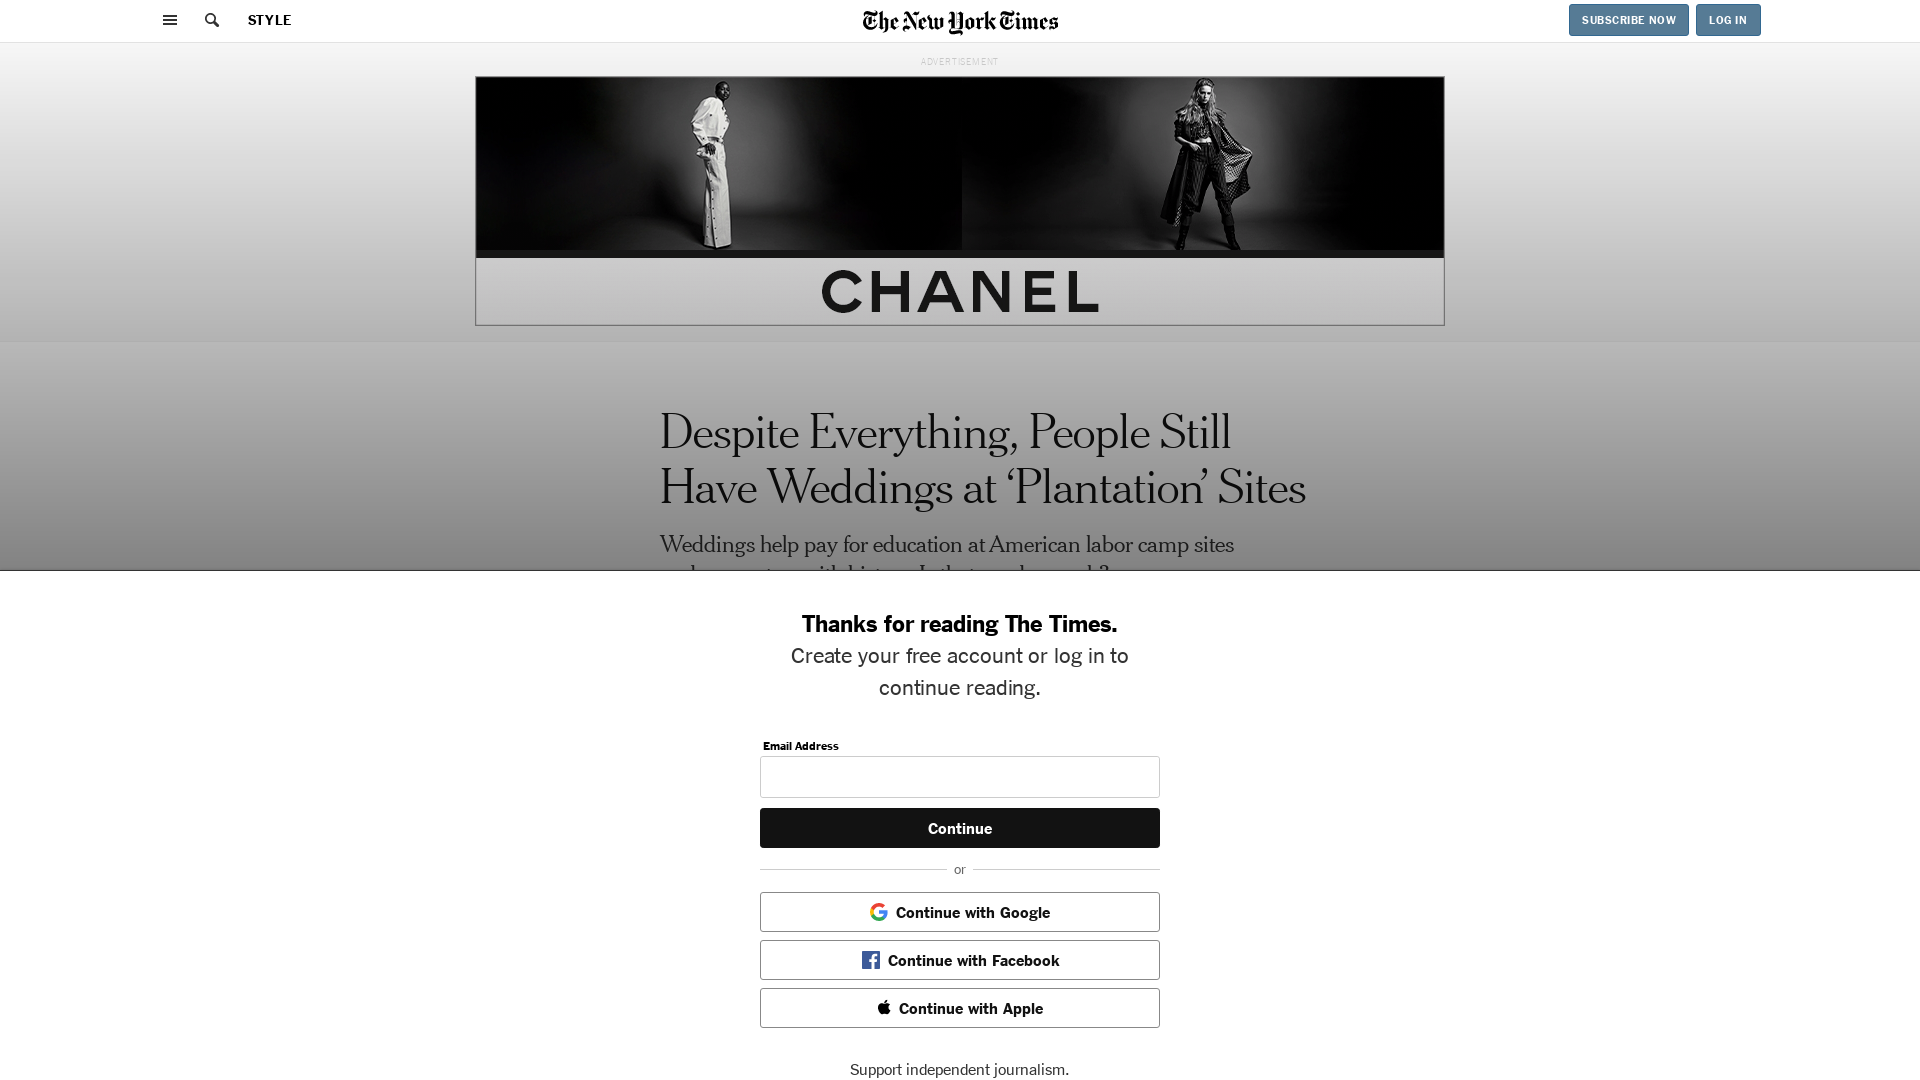 STYLE
The New York Times
SUBSCRIBE NOW
LOG IN
ADVERTISEMENT
CHANEL
Despite Everything, People Still
Have Weddings at ‘Plantation’ Sites
Weddings help pay for education at American labor camp sites
Thanks for reading The Times.
Create your free account or log in to
continue reading.
Email Address
Continue
or
Continue with Google
Continue with Facebook
Continue with Apple
Support independent journalism.